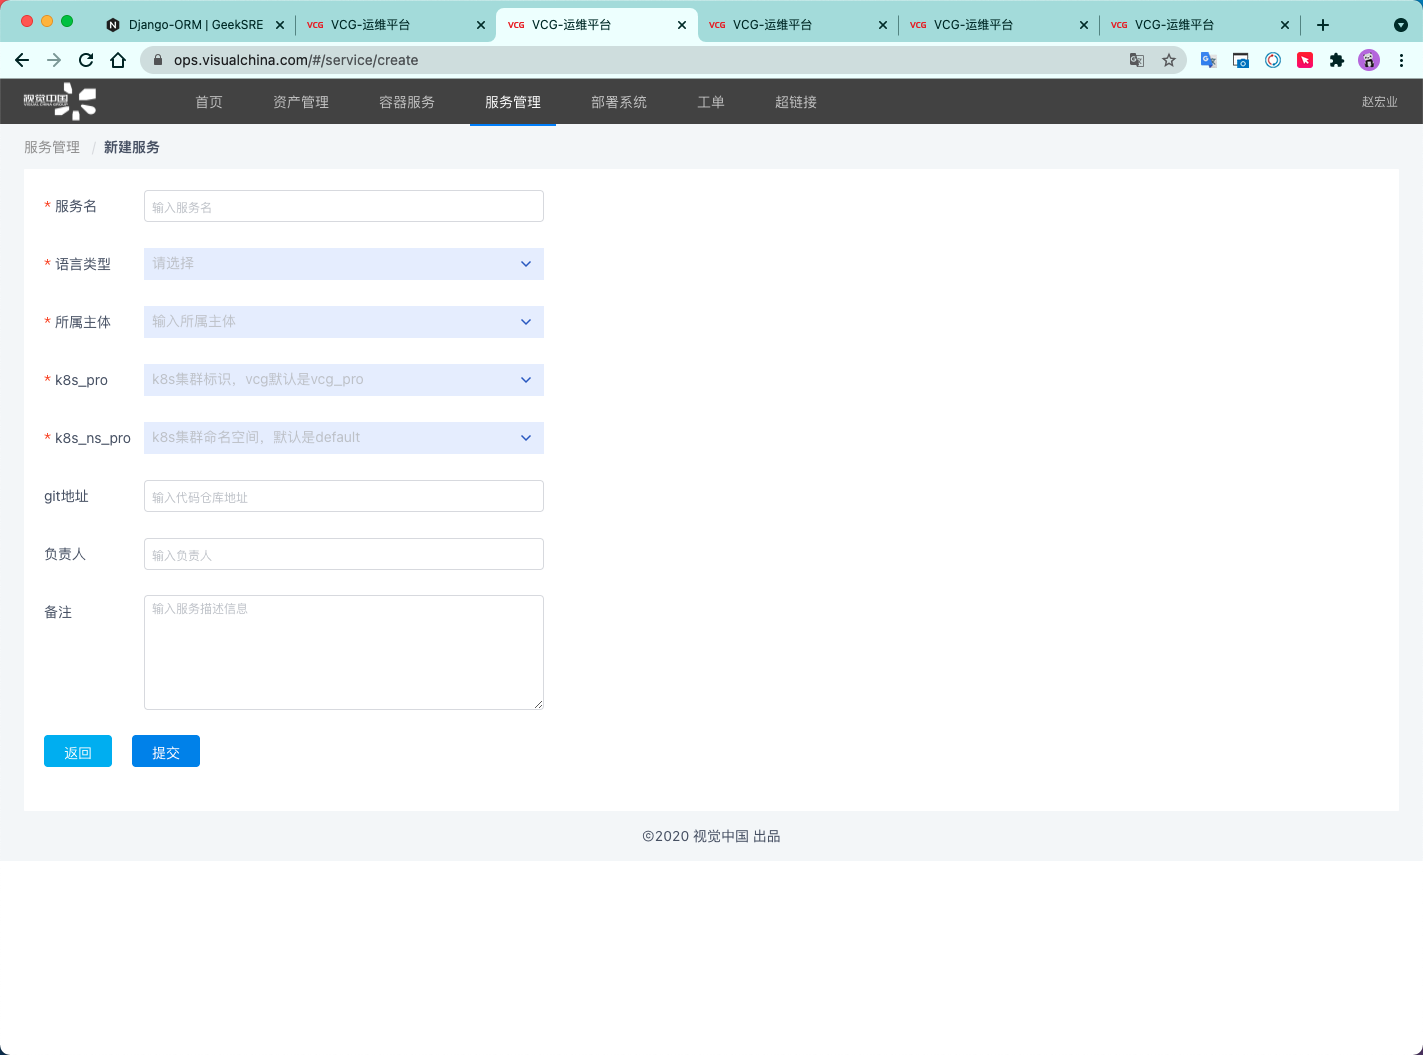 Django-ORM | GeekSRE
VCG VCG-运维平台
VCG VCG-运维平台
VCG VCG-运维平台
VCG VCG-运维平台
VCG VCG-运维平台
ops.visualchina.com/#/service/create
视觉中国
VISUAL CHINA GROUP
首页
资产管理
容器服务
服务管理
部署系统
工单
超链接
赵宏业
服务管理 / 新建服务
* 服务名 输入服务名
* 语言类型 请选择
* 所属主体 输入所属主体
* k8s_pro k8s集群标识，vcg默认是vcg_pro
* k8s_ns_pro k8s集群命名空间，默认是default
git地址 输入代码仓库地址
负责人 输入负责人
备注 输入服务描述信息
返回 提交
©2020 视觉中国 出品